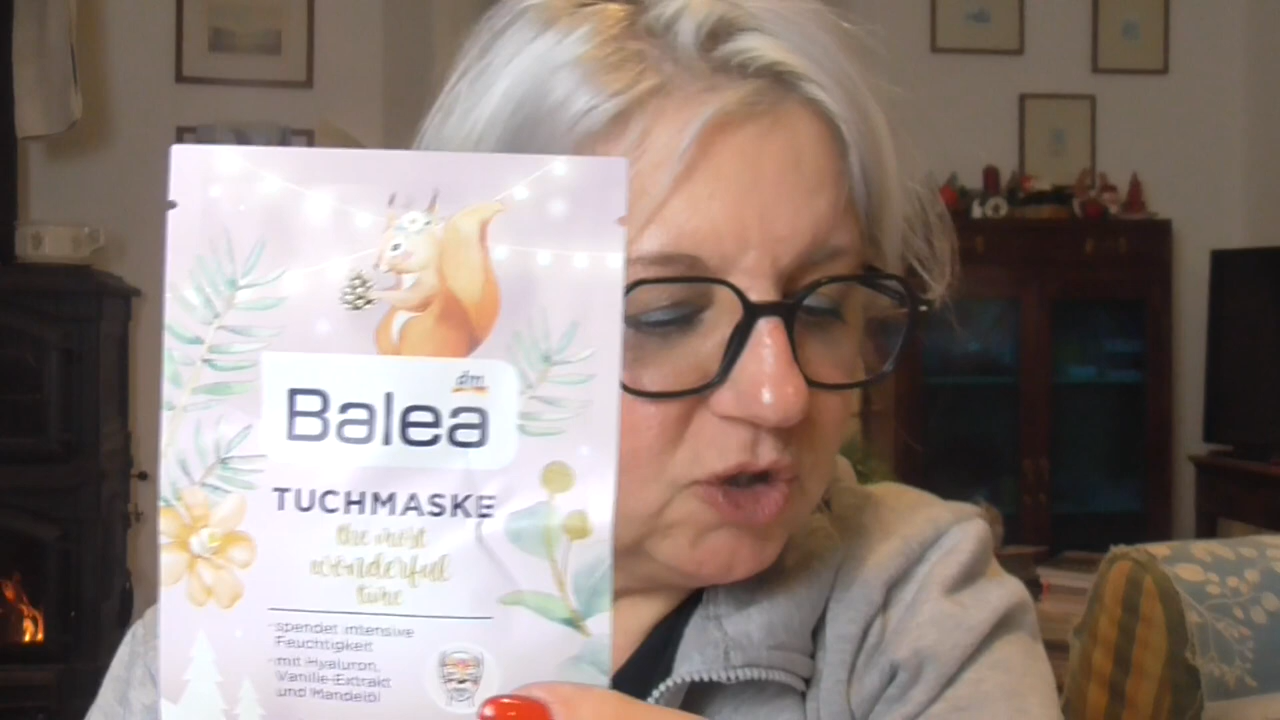 dm
Balea
TUCHMASKE
the most
wonderful
time
-spendet intensive
Feuchtigkeit
-mit Hyaluron,
Vanille-Extrakt
und Mandelöl